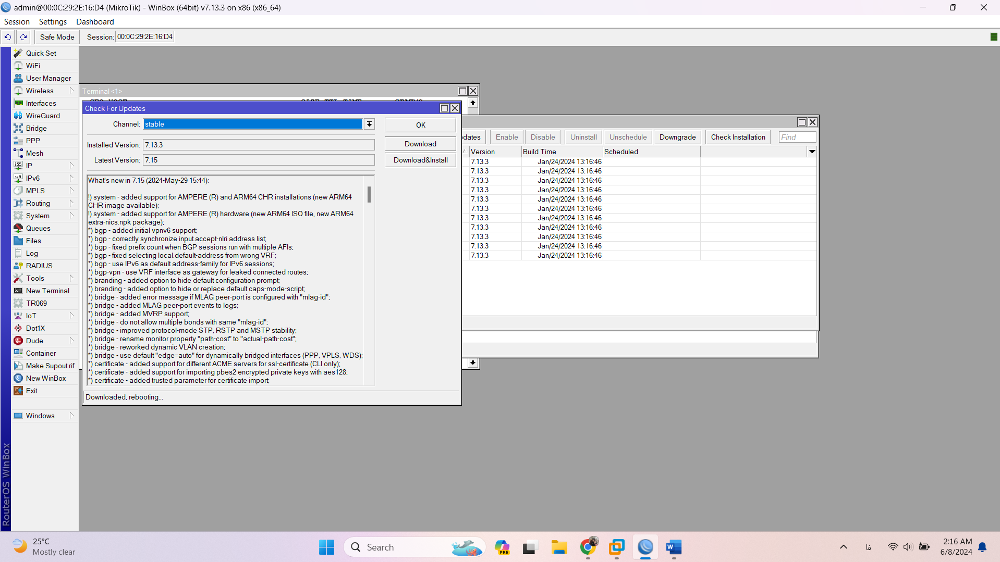 admin@00:0C:29:2E:16:D4 (MikroTik) - WinBox (64bit) v7.13.3 on x86 (x86_64)
Session Settings Dashboard
Safe Mode Session: 00:0C:29:2E:16:D4
Quick Set
WiFi
User Manager
Wireless
Interfaces
WireGuard
Bridge
PPP
Mesh
IP
IPv6
MPLS
Routing
System
Queues
Files
Log
RADIUS
Tools
New Terminal
TR069
IoT
Dot1X
Dude
Container
Make Supout.rif
New WinBox
Exit
Windows
RouterOS WinBox
Terminal <1>
Check For Updates
Channel: stable
OK
Installed Version: 7.13.3
Download
Latest Version: 7.15
Download&Install
What's new in 7.15 (2024-May-29 15:44):
!) system - added support for AMPERE (R) and ARM64 CHR installations (new ARM64
CHR image available);
!) system - added support for AMPERE (R) hardware (new ARM64 ISO file, new ARM64
extra-nics.npk package);
*) bgp - added initial vpnv6 support;
*) bgp - correctly synchronize input.accept-nlri address list;
*) bgp - fixed prefix count when BGP sessions run with multiple AFIs;
*) bgp - fixed selecting local.default-address from wrong VRF;
*) bgp - use IPv6 as default address-family for IPv6 sessions;
*) bgp-vpn - use VRF interface as gateway for leaked connected routes;
*) branding - added option to hide default configuration prompt;
*) branding - added option to hide or replace default caps-mode-script;
*) bridge - added error message if MLAG peer-port is configured with "mlag-id";
*) bridge - added MLAG peer-port events to logs;
*) bridge - added MVRP support;
*) bridge - do not allow multiple bonds with same "mlag-id";
*) bridge - improved protocol-mode STP, RSTP and MSTP stability;
*) bridge - rename monitor property "path-cost" to "actual-path-cost";
*) bridge - reworked dynamic VLAN creation;
*) bridge - use default "edge=auto" for dynamically bridged interfaces (PPP, VPLS, WDS);
*) certificate - added support for different ACME servers for ssl-certificate (CLI only);
*) certificate - added support for importing pbes2 encrypted private keys with aes128;
*) certificate - added trusted parameter for certificate import;
Downloaded, rebooting...
dates Enable Disable Uninstall Unschedule Downgrade Check Installation Find
Version Build Time Scheduled
7.13.3 Jan/24/2024 13:16:46
7.13.3 Jan/24/2024 13:16:46
7.13.3 Jan/24/2024 13:16:46
7.13.3 Jan/24/2024 13:16:46
7.13.3 Jan/24/2024 13:16:46
7.13.3 Jan/24/2024 13:16:46
7.13.3 Jan/24/2024 13:16:46
7.13.3 Jan/24/2024 13:16:46
7.13.3 Jan/24/2024 13:16:46
7.13.3 Jan/24/2024 13:16:46
7.13.3 Jan/24/2024 13:16:46
25°C
Mostly clear
Search
PRE
فا
2:16 AM
6/8/2024